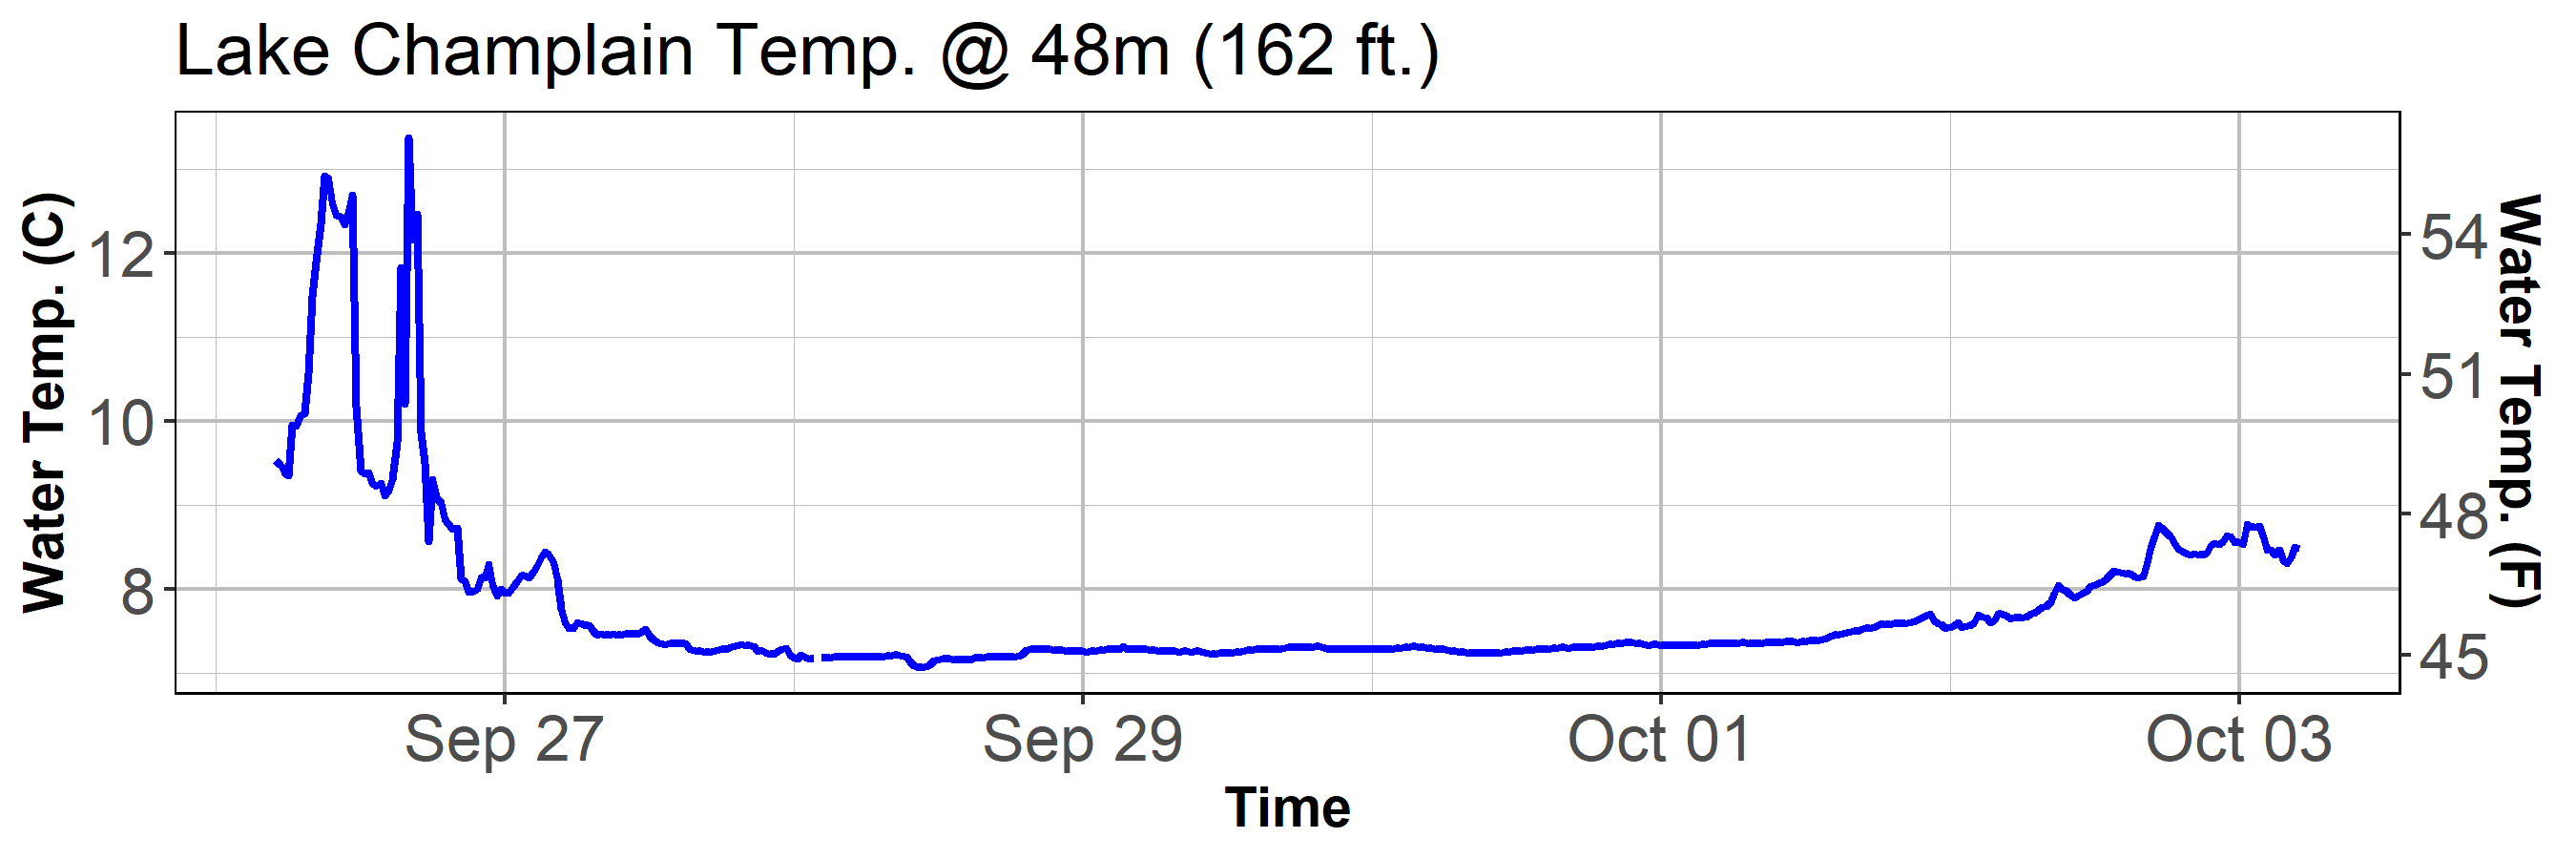 Lake Champlain Temp. @ 48m (162 ft.)
Water Temp. (C)
12
10
8
54
51
48
45
Water Temp. (F)
Sep 27
Sep 29
Oct 01
Oct 03
Time